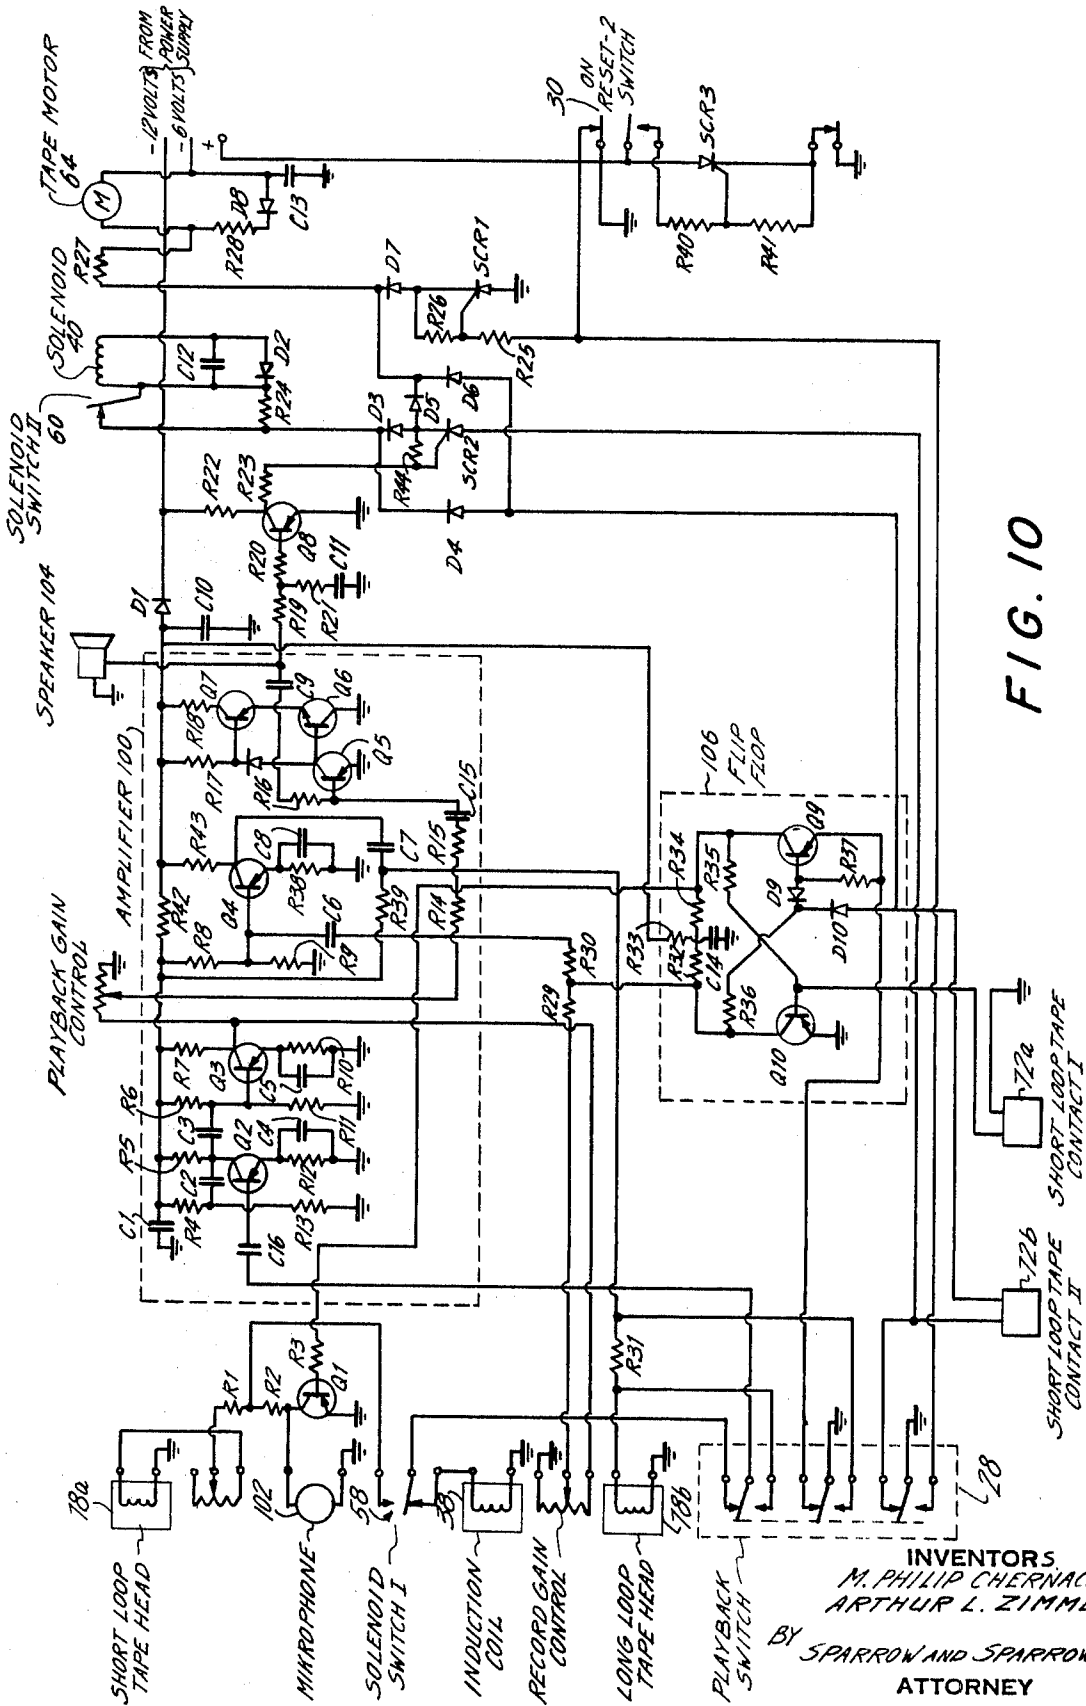 TAPE MOTOR
64
-12VOLTS
-6VOLTS
FROM
POWER
SUPPLY
+
M
D8
R28
C13
R27
SOLENOID
40
SOLENOID
SWITCH II
60
C12
D2
R24
30
ON
RESET-2
SWITCH
SCR3
R40
R41
D7
SCR1
R26
R25
D3
D5
D6
R44
SCR2
D4
R22
R23
Q8
R20
R19
R21
C11
D1
C10
SPEAKER 104
AMPLIFIER 100
Q7
R18
R17
C9
Q6
R16
Q5
C15
R15
R14
R43
C8
R42
Q4
R38
C7
R39
C6
R8
R9
PLAYBACK GAIN
CONTROL
R7
Q3
R6
C5
R10
R11
C3
Q2
C4
R5
C2
R12
R4
R13
C1
C16
R30
R29
106
FLIP
FLOP
R34
R35
Q9
R33
R32
C14
D9
R37
D10
R36
Q10
72a
SHORT LOOP TAPE
CONTACT I
72b
SHORT LOOP TAPE
CONTACT II
R1
R2
R3
Q1
R31
78a
SHORT LOOP
TAPE HEAD
102
MIKROPHONE
58
SOLENOID
SWITCH I
38
INDUCTION
COIL
RECORD GAIN
CONTROL
78b
LONG LOOP
TAPE HEAD
PLAYBACK
SWITCH
28
FIG. 10
INVENTORS
M. PHILIP CHERNAC
ARTHUR L. ZIMME
BY
SPARROW AND SPARROW
ATTORNEY